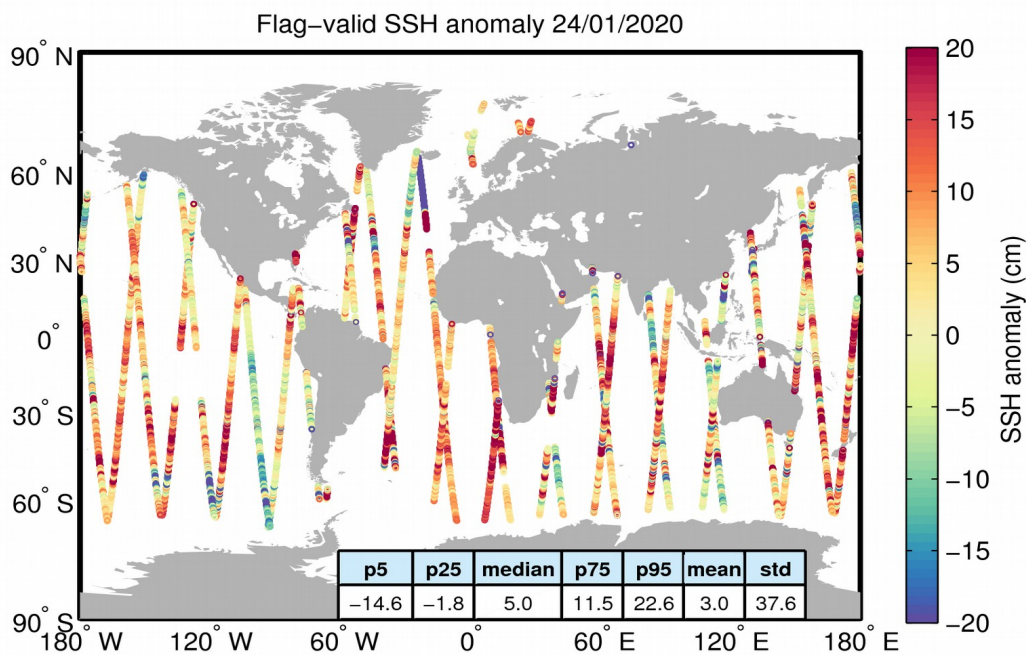 Flag−valid SSH anomaly 24/01/2020
90° N
60° N
30° N
0°
30° S
60° S
90° S
180° W
120° W
60° W
0°
60° E
120° E
180° E
p5 p25 median p75 p95 mean std
−14.6 −1.8 5.0 11.5 22.6 3.0 37.6
20
15
10
5
0
−5
−10
−15
−20
SSH anomaly (cm)